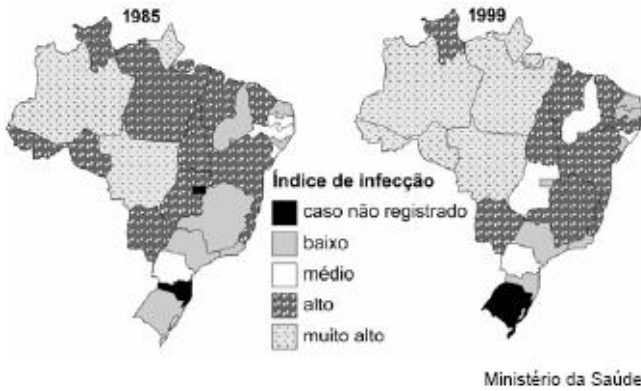 1985
1999
Índice de infecção
caso não registrado
baixo
médio
alto
muito alto
Ministério da Saúde